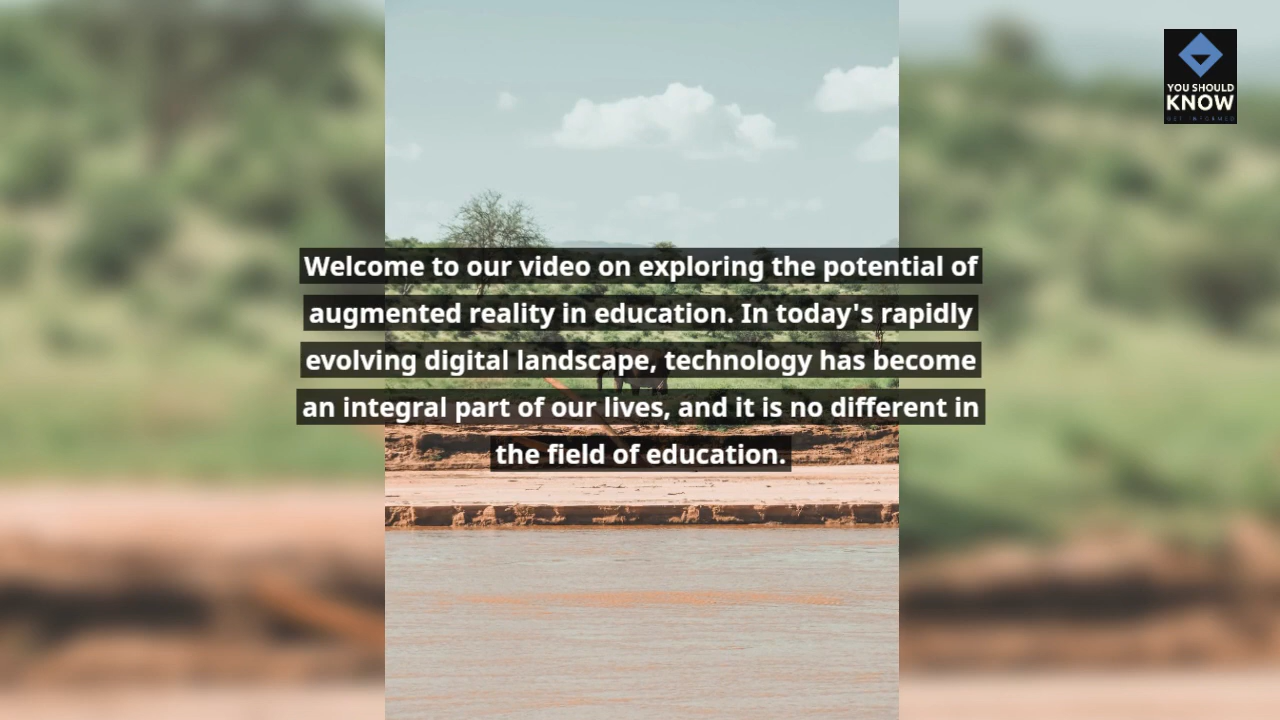 YOU SHOULD
KNOW
GET INFORMED
Welcome to our video on exploring the potential of
augmented reality in education. In today's rapidly
evolving digital landscape, technology has become
an integral part of our lives, and it is no different in
the field of education.